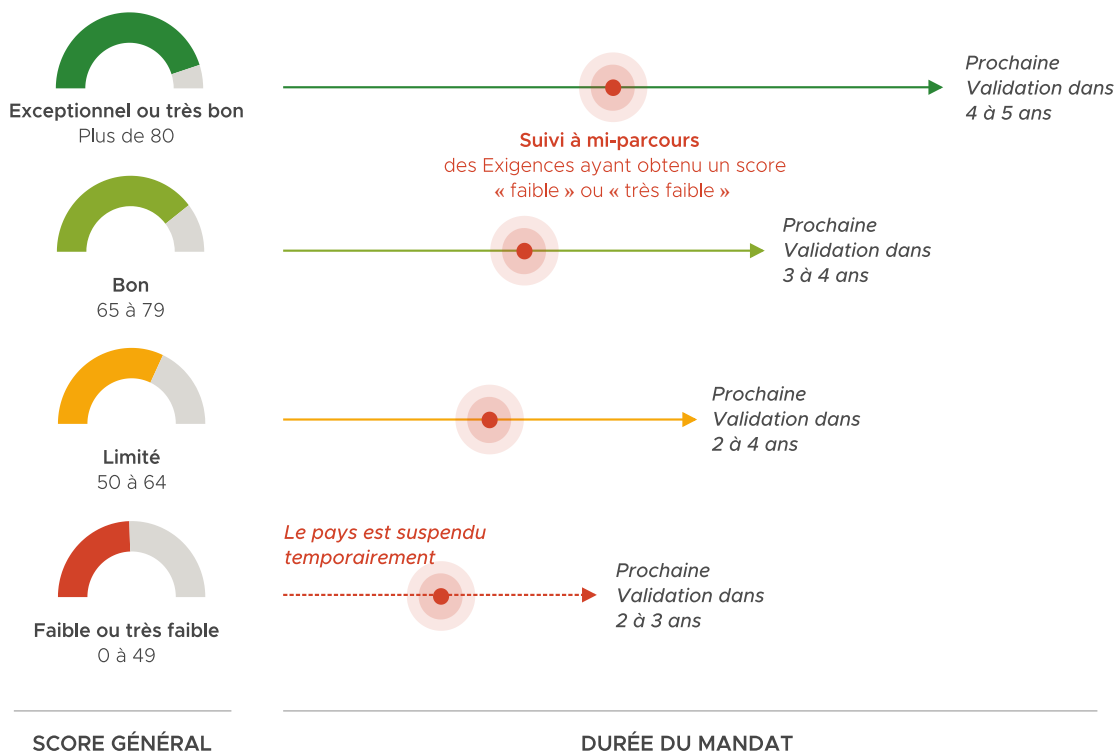 Exceptionnel ou très bon
Plus de 80
Prochaine
Validation dans
4 à 5 ans
Suivi à mi-parcours
des Exigences ayant obtenu un score
« faible » ou « très faible »
Bon
65 à 79
Prochaine
Validation dans
3 à 4 ans
Limité
50 à 64
Prochaine
Validation dans
2 à 4 ans
Faible ou très faible
0 à 49
Le pays est suspendu
temporairement
Prochaine
Validation dans
2 à 3 ans
SCORE GÉNÉRAL
DURÉE DU MANDAT